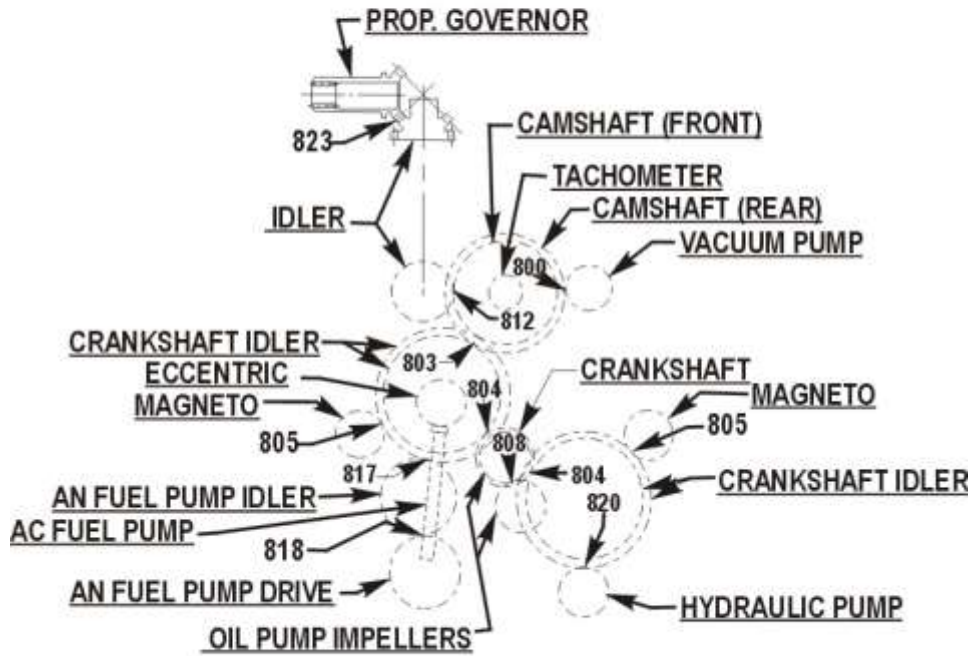 PROP. GOVERNOR
823
CAMSHAFT (FRONT)
TACHOMETER
IDLER
CAMSHAFT (REAR)
VACUUM PUMP
800
812
CRANKSHAFT IDLER
803
ECCENTRIC
804
CRANKSHAFT
MAGNETO
MAGNETO
805
808
805
817
804
CRANKSHAFT IDLER
AN FUEL PUMP IDLER
820
AC FUEL PUMP
818
AN FUEL PUMP DRIVE
HYDRAULIC PUMP
OIL PUMP IMPELLERS